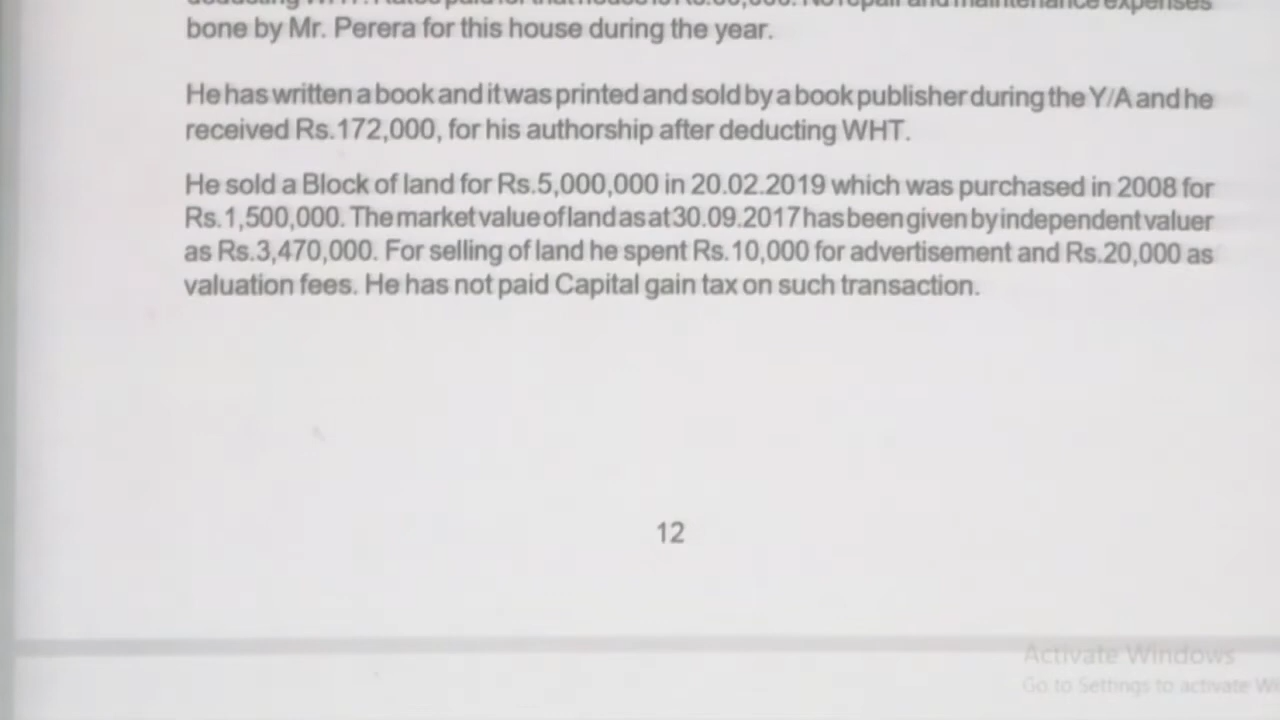 bone by Mr. Perera for this house during the year.
He has written a book and it was printed and sold by a book publisher during the Y/A and he
received Rs.172,000, for his authorship after deducting WHT.
He sold a Block of land for Rs.5,000,000 in 20.02.2019 which was purchased in 2008 for
Rs.1,500,000. The market value of land as at 30.09.2017 has been given by independent valuer
as Rs.3,470,000. For selling of land he spent Rs.10,000 for advertisement and Rs.20,000 as
valuation fees. He has not paid Capital gain tax on such transaction.
12
Activate Windows
Go to Settings to activate